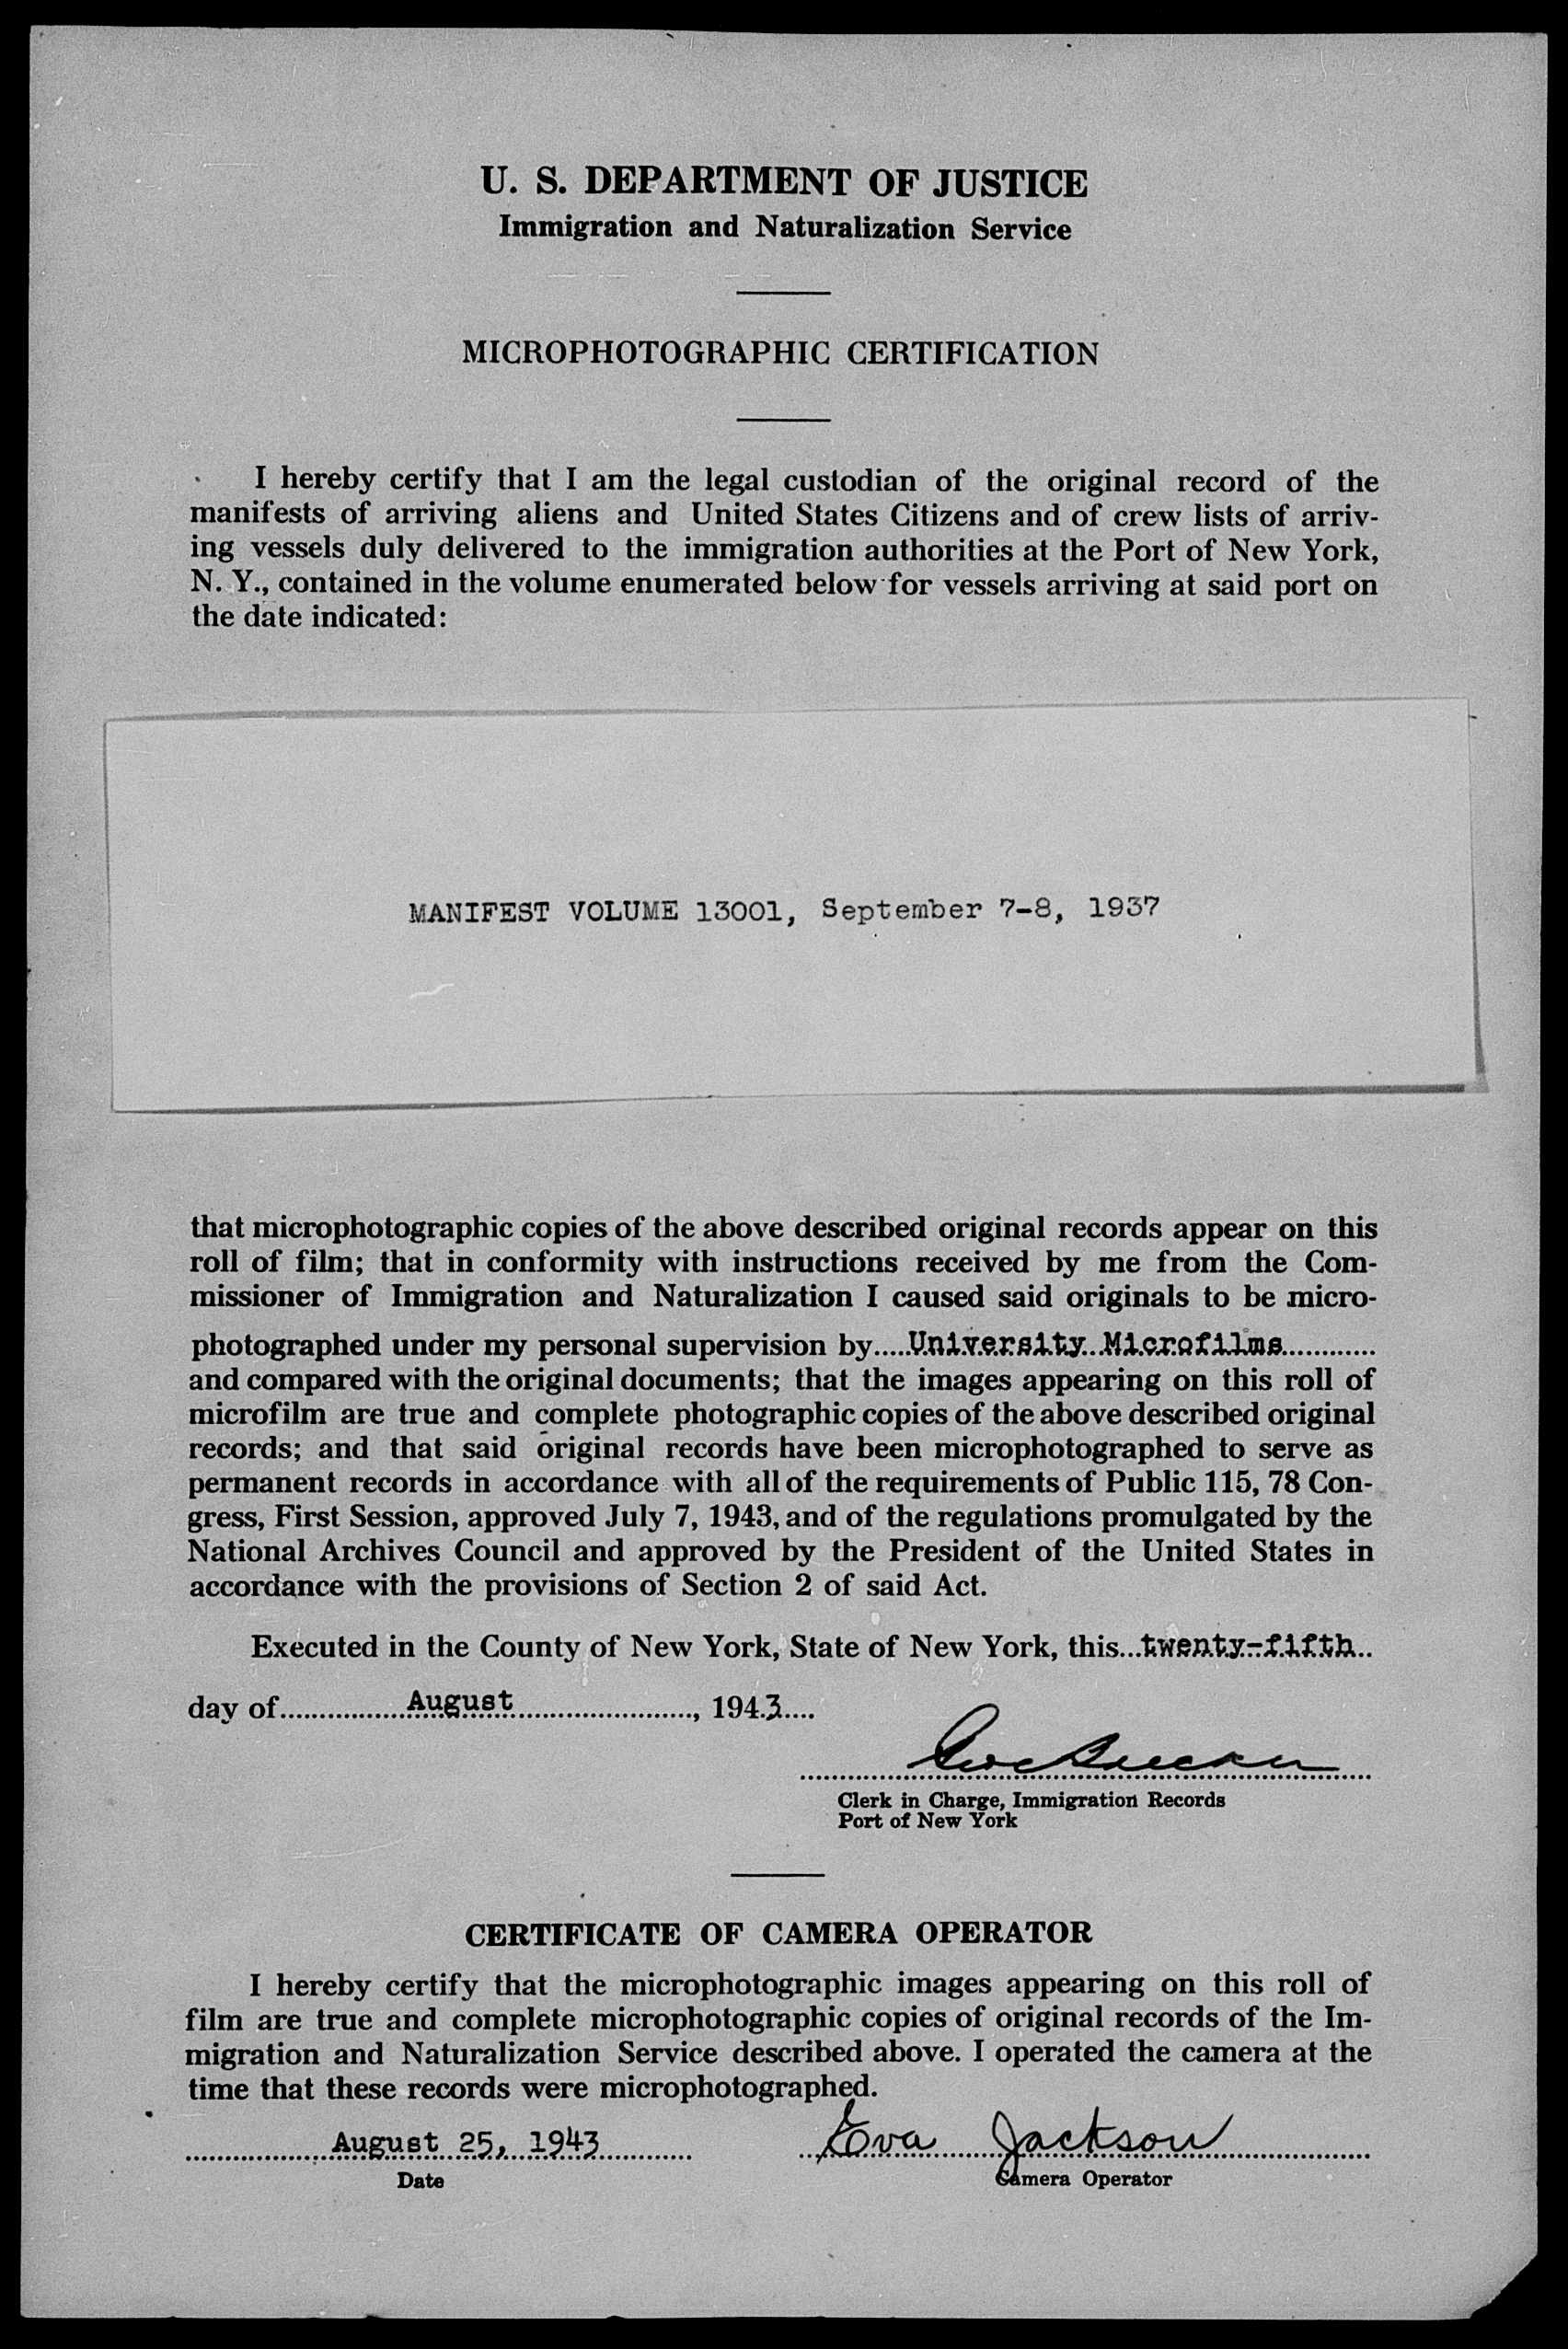 U. S. DEPARTMENT OF JUSTICE
Immigration and Naturalization Service
MICROPHOTOGRAPHIC CERTIFICATION
I hereby certify that I am the legal custodian of the original record of the
manifests of arriving aliens and United States Citizens and of crew lists of arriv-
ing vessels duly delivered to the immigration authorities at the Port of New York,
N. Y., contained in the volume enumerated below for vessels arriving at said port on
the date indicated:
MANIFEST VOLUME 13001, September 7-8, 1937
that microphotographic copies of the above described original records appear on this
roll of film; that in conformity with instructions received by me from the Com-
missioner of Immigration and Naturalization I caused said originals to be micro-
photographed under my personal supervision by.....University Microfilms............
and compared with the original documents; that the images appearing on this roll of
microfilm are true and complete photographic copies of the above described original
records; and that said original records have been microphotographed to serve as
permanent records in accordance with all of the requirements of Public 115, 78 Con-
gress, First Session, approved July 7, 1943, and of the regulations promulgated by the
National Archives Council and approved by the President of the United States in
accordance with the provisions of Section 2 of said Act.
Executed in the County of New York, State of New York, this...twenty-fifth..
day of................August........................, 194.3....
Clerk in Charge, Immigration Records
Port of New York
CERTIFICATE OF CAMERA OPERATOR
I hereby certify that the microphotographic images appearing on this roll of
film are true and complete microphotographic copies of original records of the Im-
migration and Naturalization Service described above. I operated the camera at the
time that these records were microphotographed.
August 25, 1943 Eva Jackson
Date Camera Operator